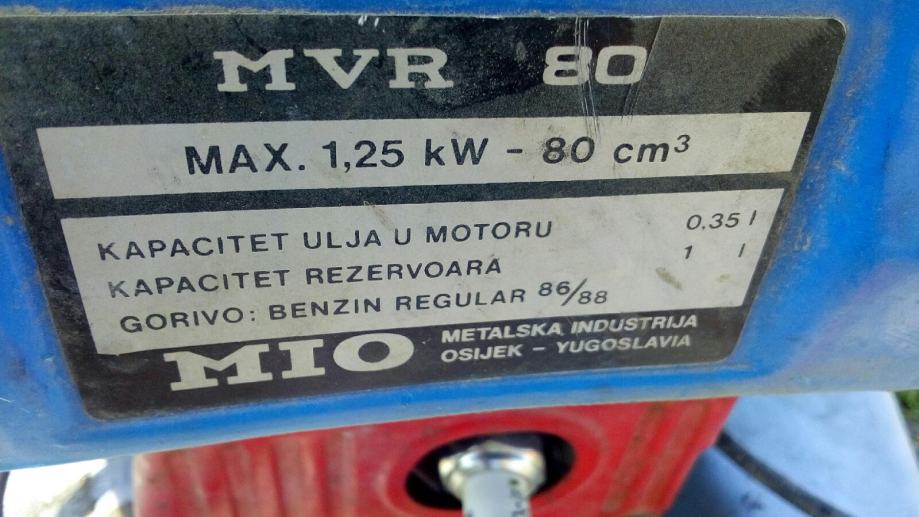 MVR 80
MAX. 1,25 kW - 80 cm³
KAPACITET ULJA U MOTORU 0.35 l
KAPACITET REZERVOARA 1 l
GORIVO: BENZIN REGULAR 86/88
MIO METALSKA INDUSTRIJA
OSIJEK - YUGOSLAVIA